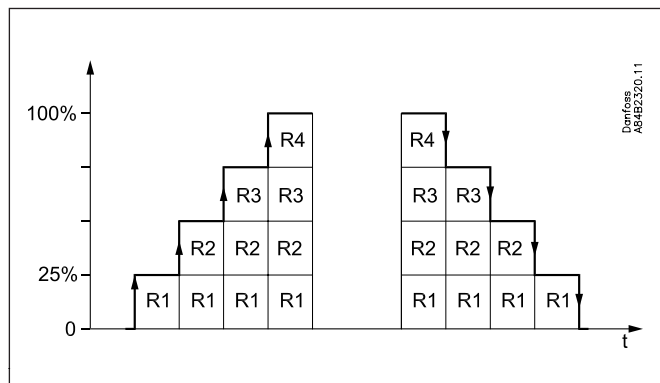 Danfoss
A84B2320.11
100%
R4
R4
R3 R3
R3 R3
R2 R2 R2
R2 R2 R2
25%
R1 R1 R1 R1
R1 R1 R1 R1
0
t